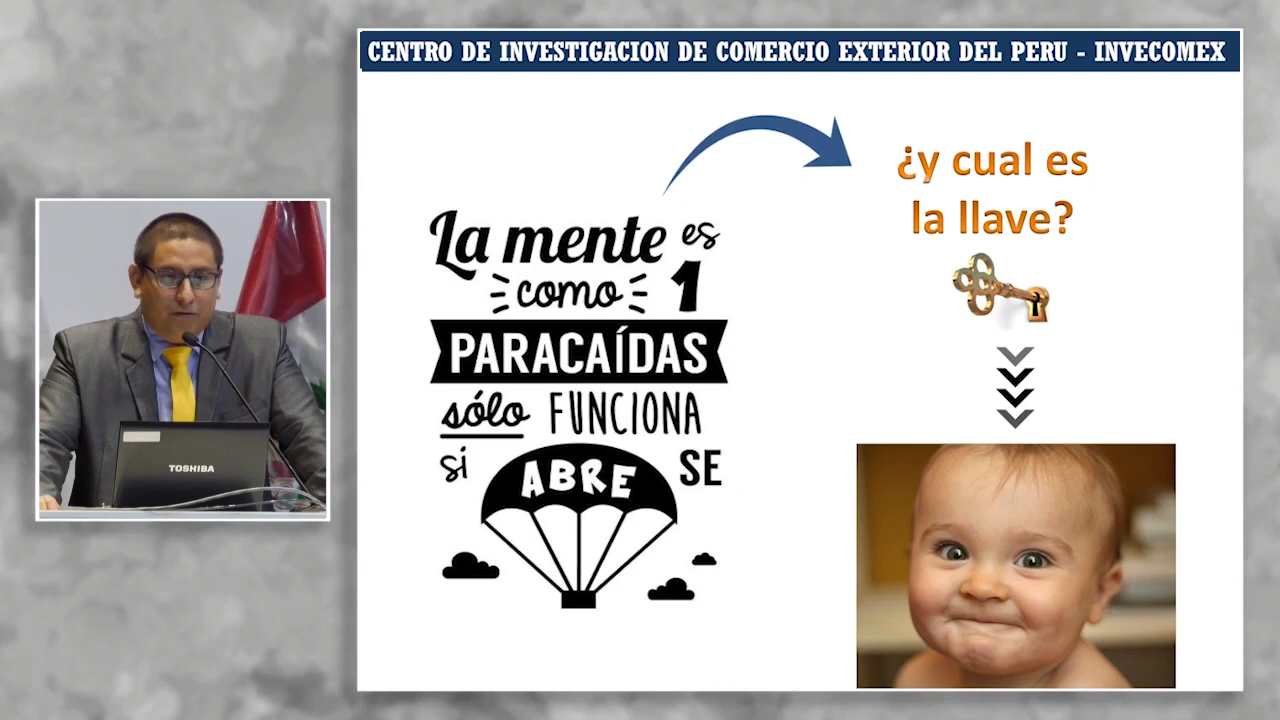 CENTRO DE INVESTIGACION DE COMERCIO EXTERIOR DEL PERU - INVECOMEX
La mente es
como 1
PARACAÍDAS
sólo FUNCIONA
si ABRE SE
¿y cual es
la llave?
TOSHIBA